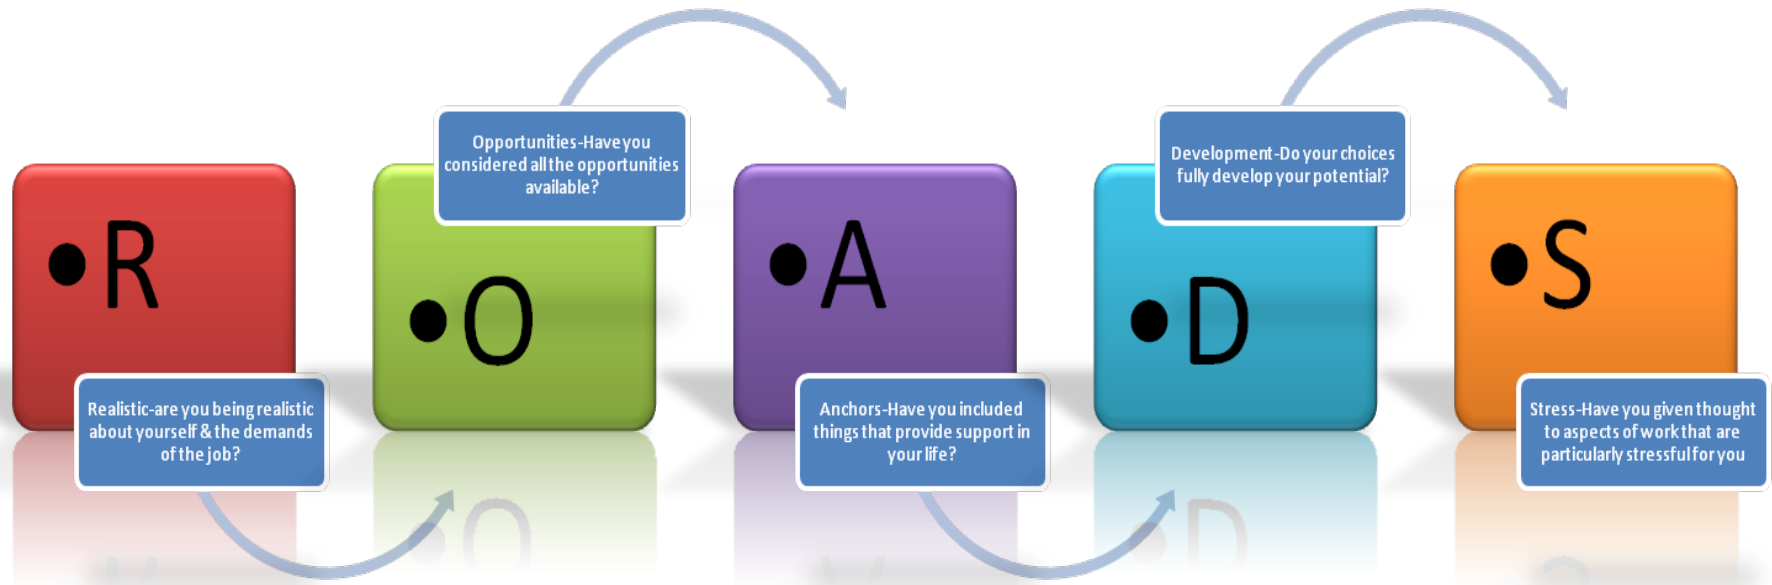 •R
Realistic-are you being realistic
about yourself & the demands
of the job?
Opportunities-Have you
considered all the opportunities
available?
•O
•A
Anchors-Have you included
things that provide support in
your life?
Development-Do your choices
fully develop your potential?
•D
•S
Stress-Have you given thought
to aspects of work that are
particularly stressful for you